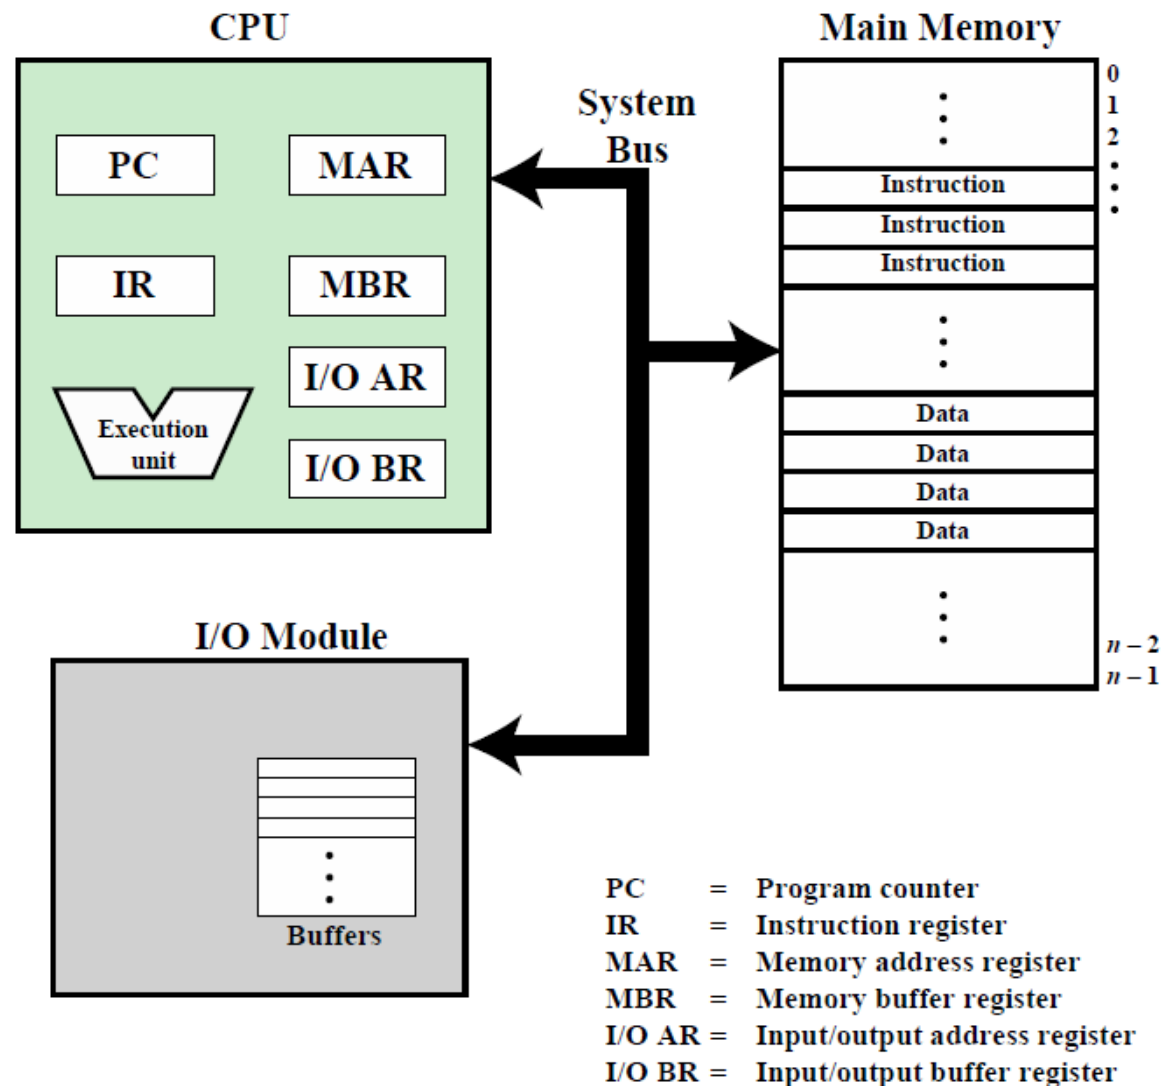 CPU
PC
MAR
IR
MBR
I/O AR
Execution
unit
I/O BR
System
Bus
Main Memory
0
1
2
Instruction
Instruction
Instruction
Data
Data
Data
Data
n – 2
n – 1
I/O Module
Buffers
PC = Program counter
IR = Instruction register
MAR = Memory address register
MBR = Memory buffer register
I/O AR = Input/output address register
I/O BR = Input/output buffer register